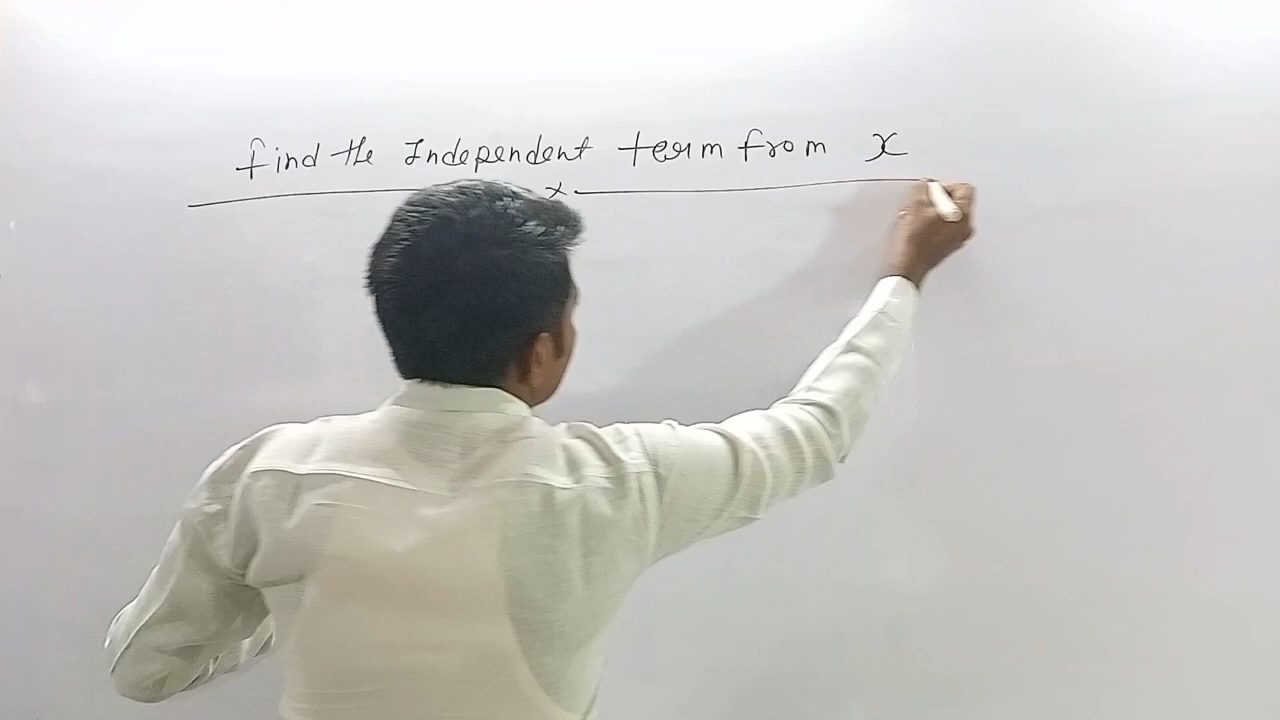 find the Independent term from x
x